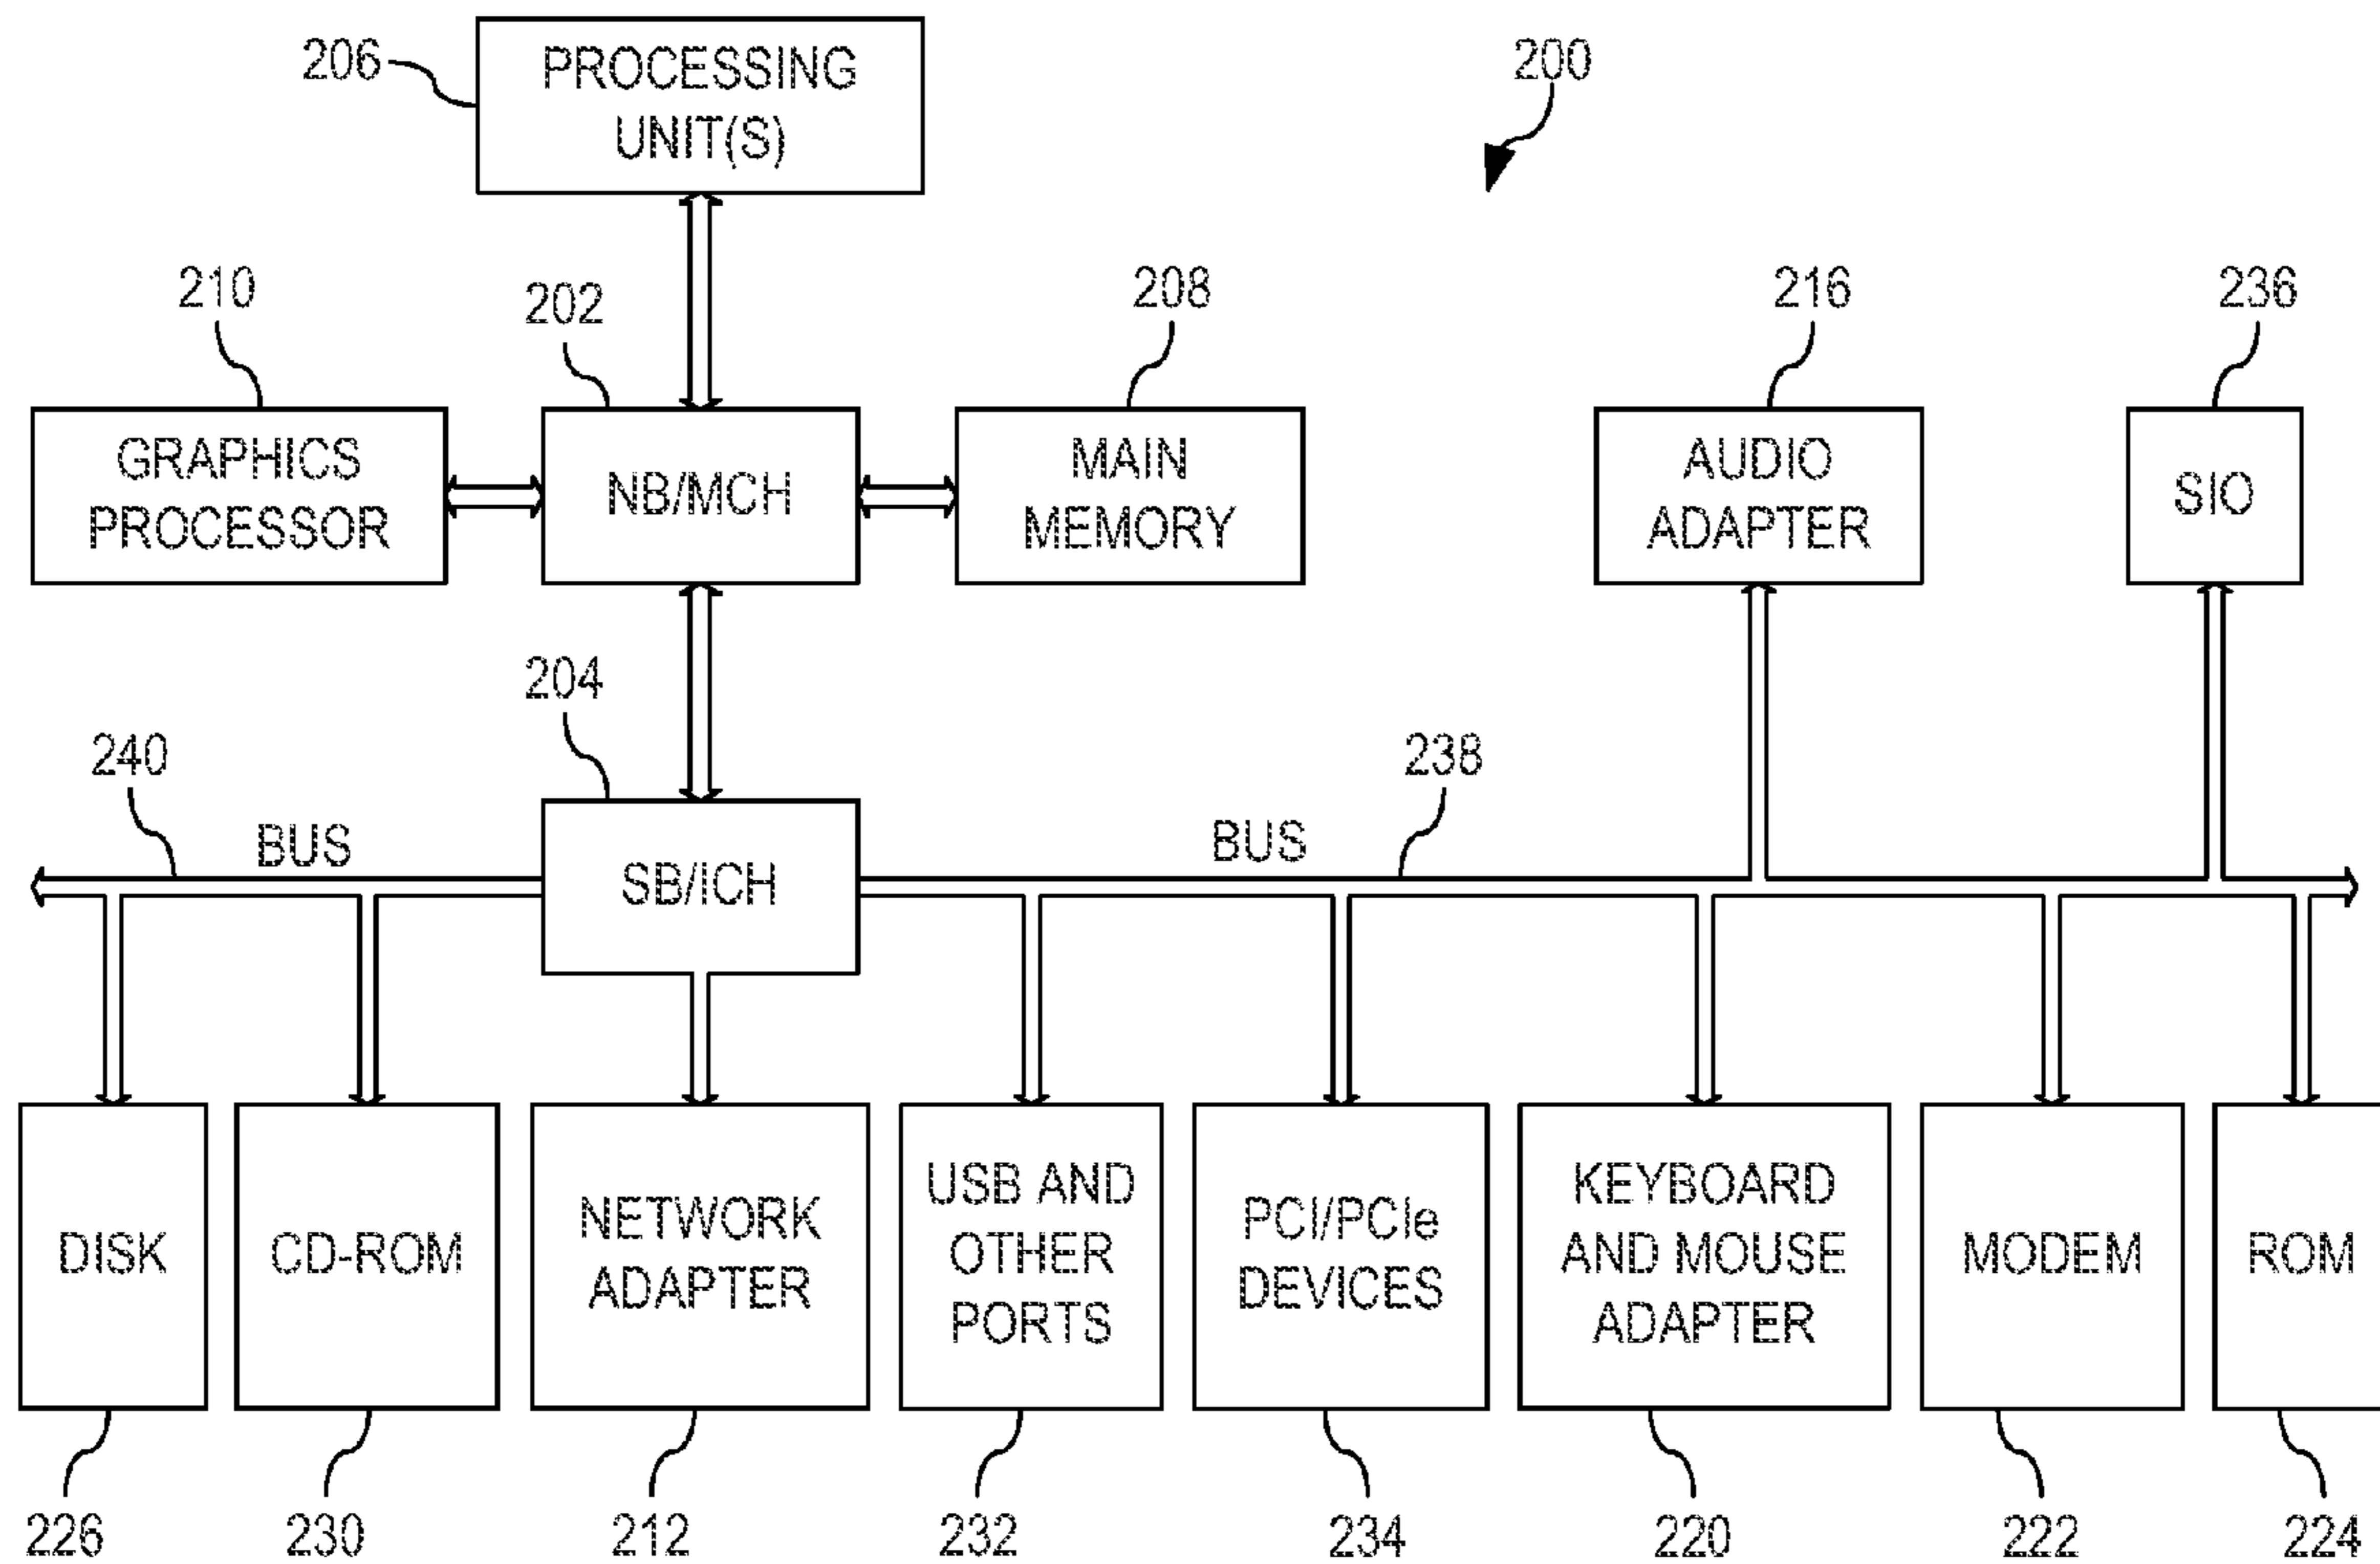 206
PROCESSING
UNIT(S)
200
210
202
208
216
236
GRAPHICS
PROCESSOR
NB/MCH
MAIN
MEMORY
AUDIO
ADAPTER
SIO
204
240
238
BUS
BUS
SB/ICH
DISK
CD-ROM
NETWORK
ADAPTER
USB AND
OTHER
PORTS
PCI/PCIe
DEVICES
KEYBOARD
AND MOUSE
ADAPTER
MODEM
ROM
226
230
212
232
234
220
222
224